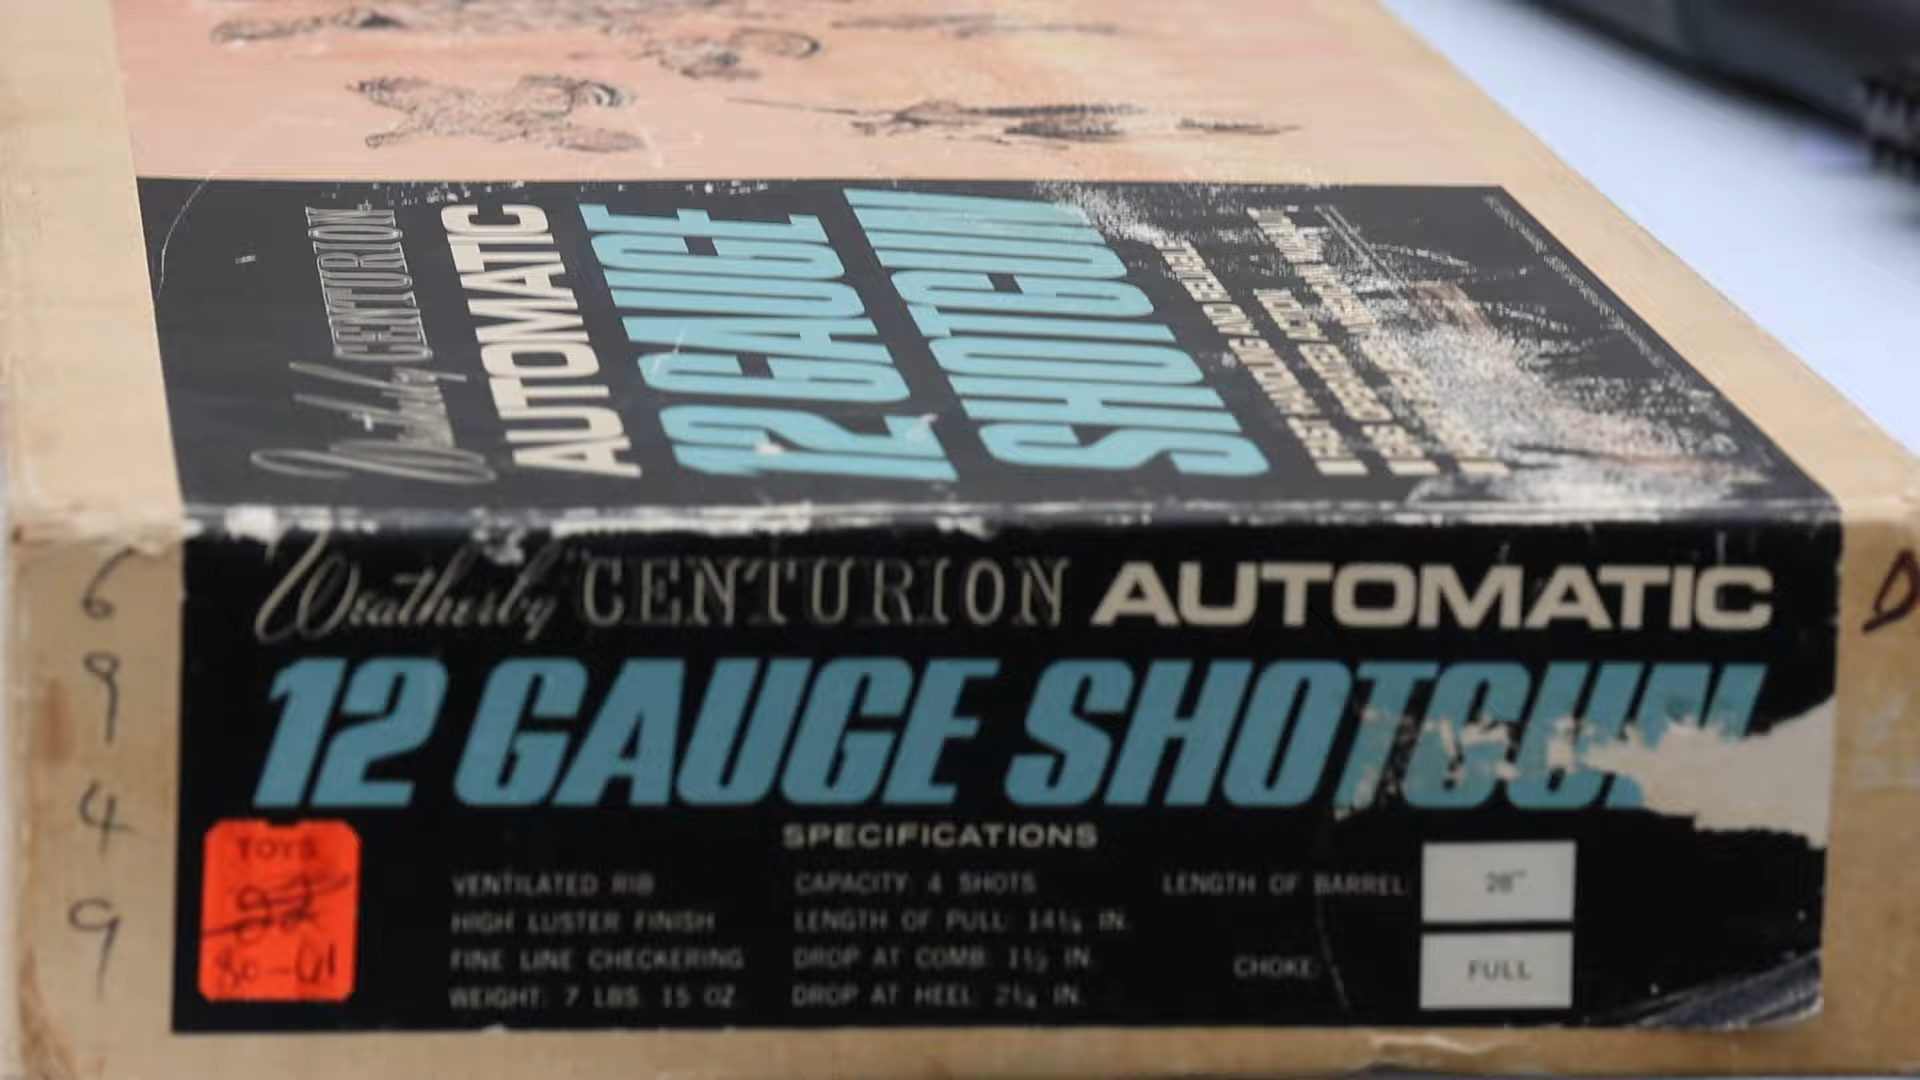 Weatherby CENTURION
AUTOMATIC
12 GAUGE
SHOTGUN
Weatherby CENTURION AUTOMATIC
12 GAUGE SHOTGUN
SPECIFICATIONS
VENTILATED RIB
HIGH LUSTER FINISH
FINE LINE CHECKERING
WEIGHT: 7 LBS. 15 OZ.
CAPACITY: 4 SHOTS
LENGTH OF PULL: 14¼ IN.
DROP AT COMB: 1½ IN.
DROP AT HEEL: 2¼ IN.
LENGTH OF BARREL: 28"
CHOKE: FULL
TOYS
6
9
4
9
D